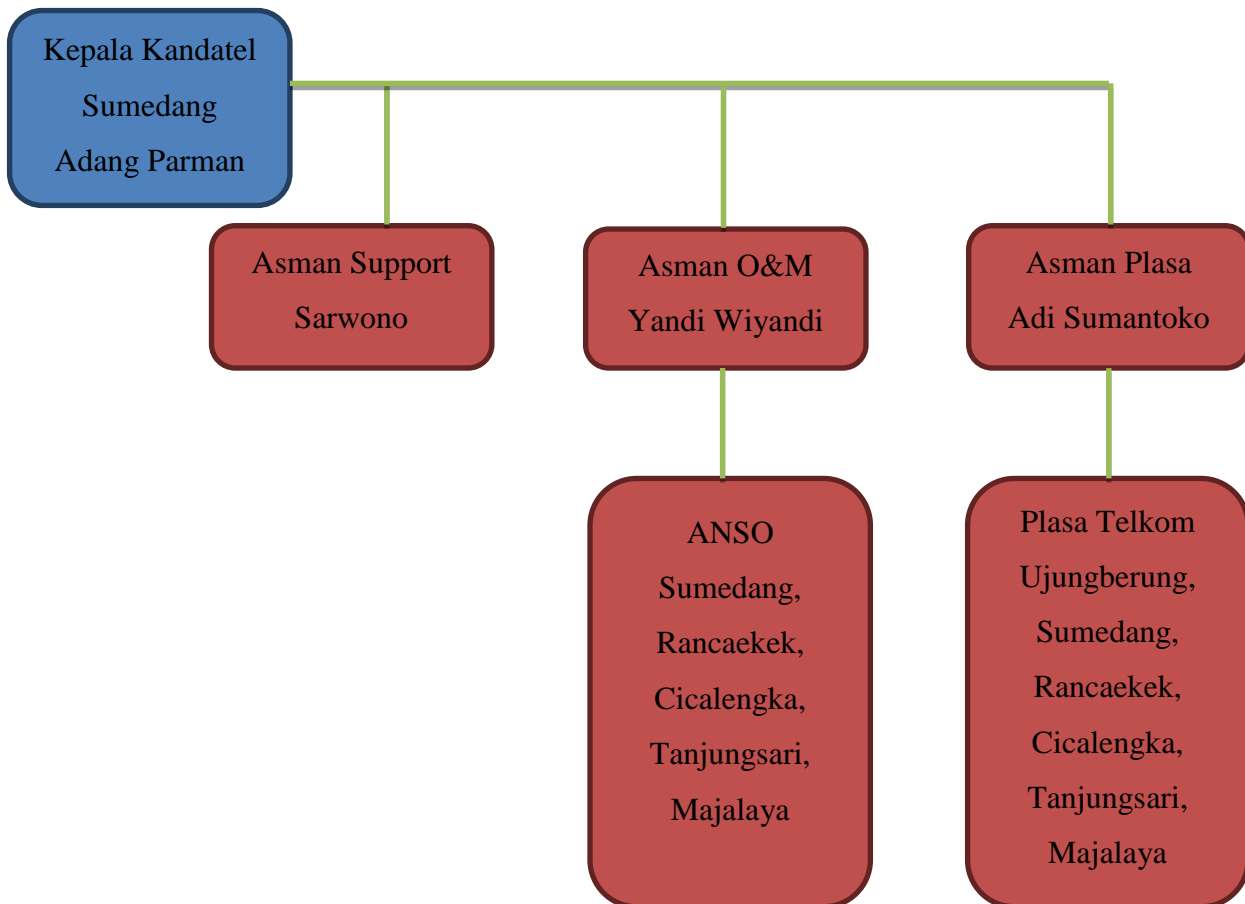 Kepala Kandatel
Sumedang
Adang Parman
Asman Support
Sarwono
Asman O&M
Yandi Wiyandi
Asman Plasa
Adi Sumantoko
ANSO
Sumedang,
Rancaekek,
Cicalengka,
Tanjungsari,
Majalaya
Plasa Telkom
Ujungberung,
Sumedang,
Rancaekek,
Cicalengka,
Tanjungsari,
Majalaya